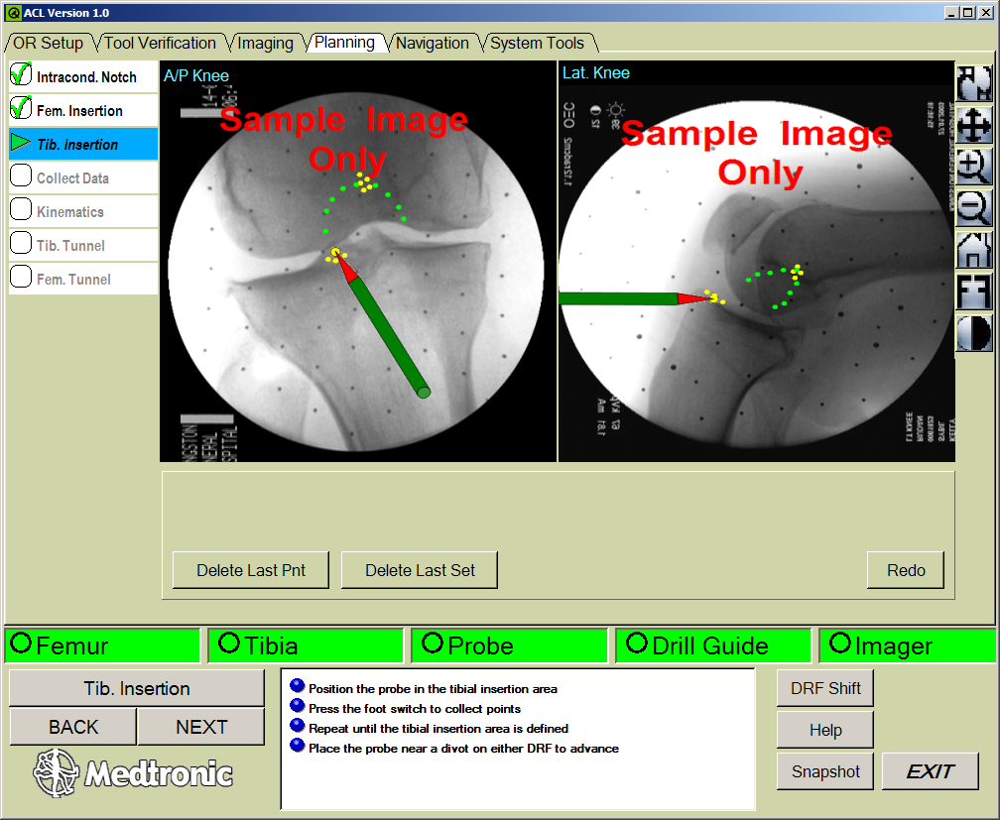 ACL Version 1.0
OR Setup
Tool Verification
Imaging
Planning
Navigation
System Tools
Intracond. Notch
Fem. Insertion
Tib. Insertion
Collect Data
Kinematics
Tib. Tunnel
Fem. Tunnel
A/P Knee
Sample Image
Only
NGSTON
NERAL
SPITAL
Lat. Knee
OEC
Sample Image
Only
Delete Last Pnt
Delete Last Set
Redo
Femur
Tibia
Probe
Drill Guide
Imager
Tib. Insertion
BACK
NEXT
Medtronic
Position the probe in the tibial insertion area
Press the foot switch to collect points
Repeat until the tibial insertion area is defined
Place the probe near a divot on either DRF to advance
DRF Shift
Help
Snapshot
EXIT